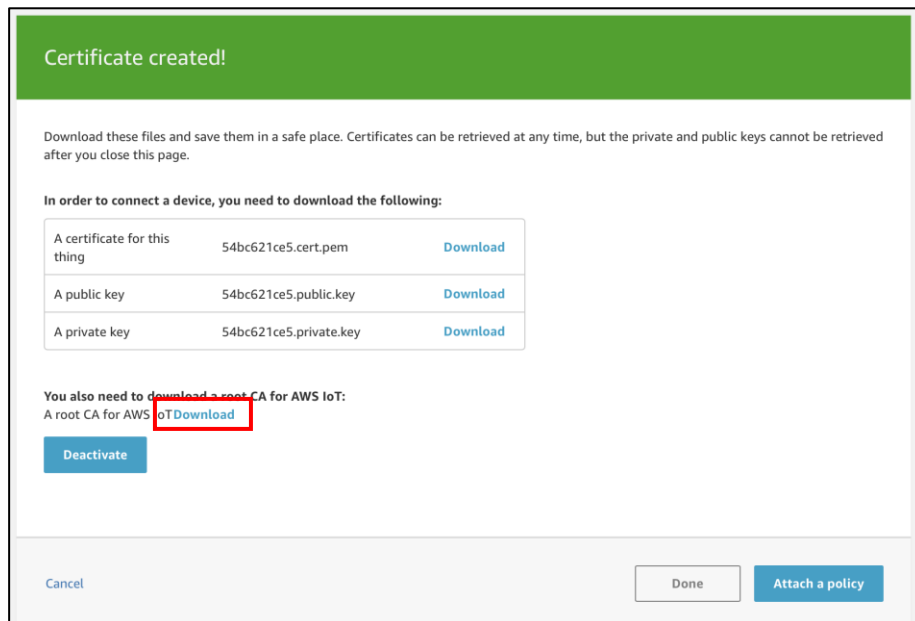 Certificate created!
Download these files and save them in a safe place. Certificates can be retrieved at any time, but the private and public keys cannot be retrieved
after you close this page.
In order to connect a device, you need to download the following:
A certificate for this
thing
54bc621ce5.cert.pem
Download
A public key
54bc621ce5.public.key
Download
A private key
54bc621ce5.private.key
Download
You also need to download a root CA for AWS IoT:
A root CA for AWS IoTDownload
Deactivate
Cancel
Done
Attach a policy